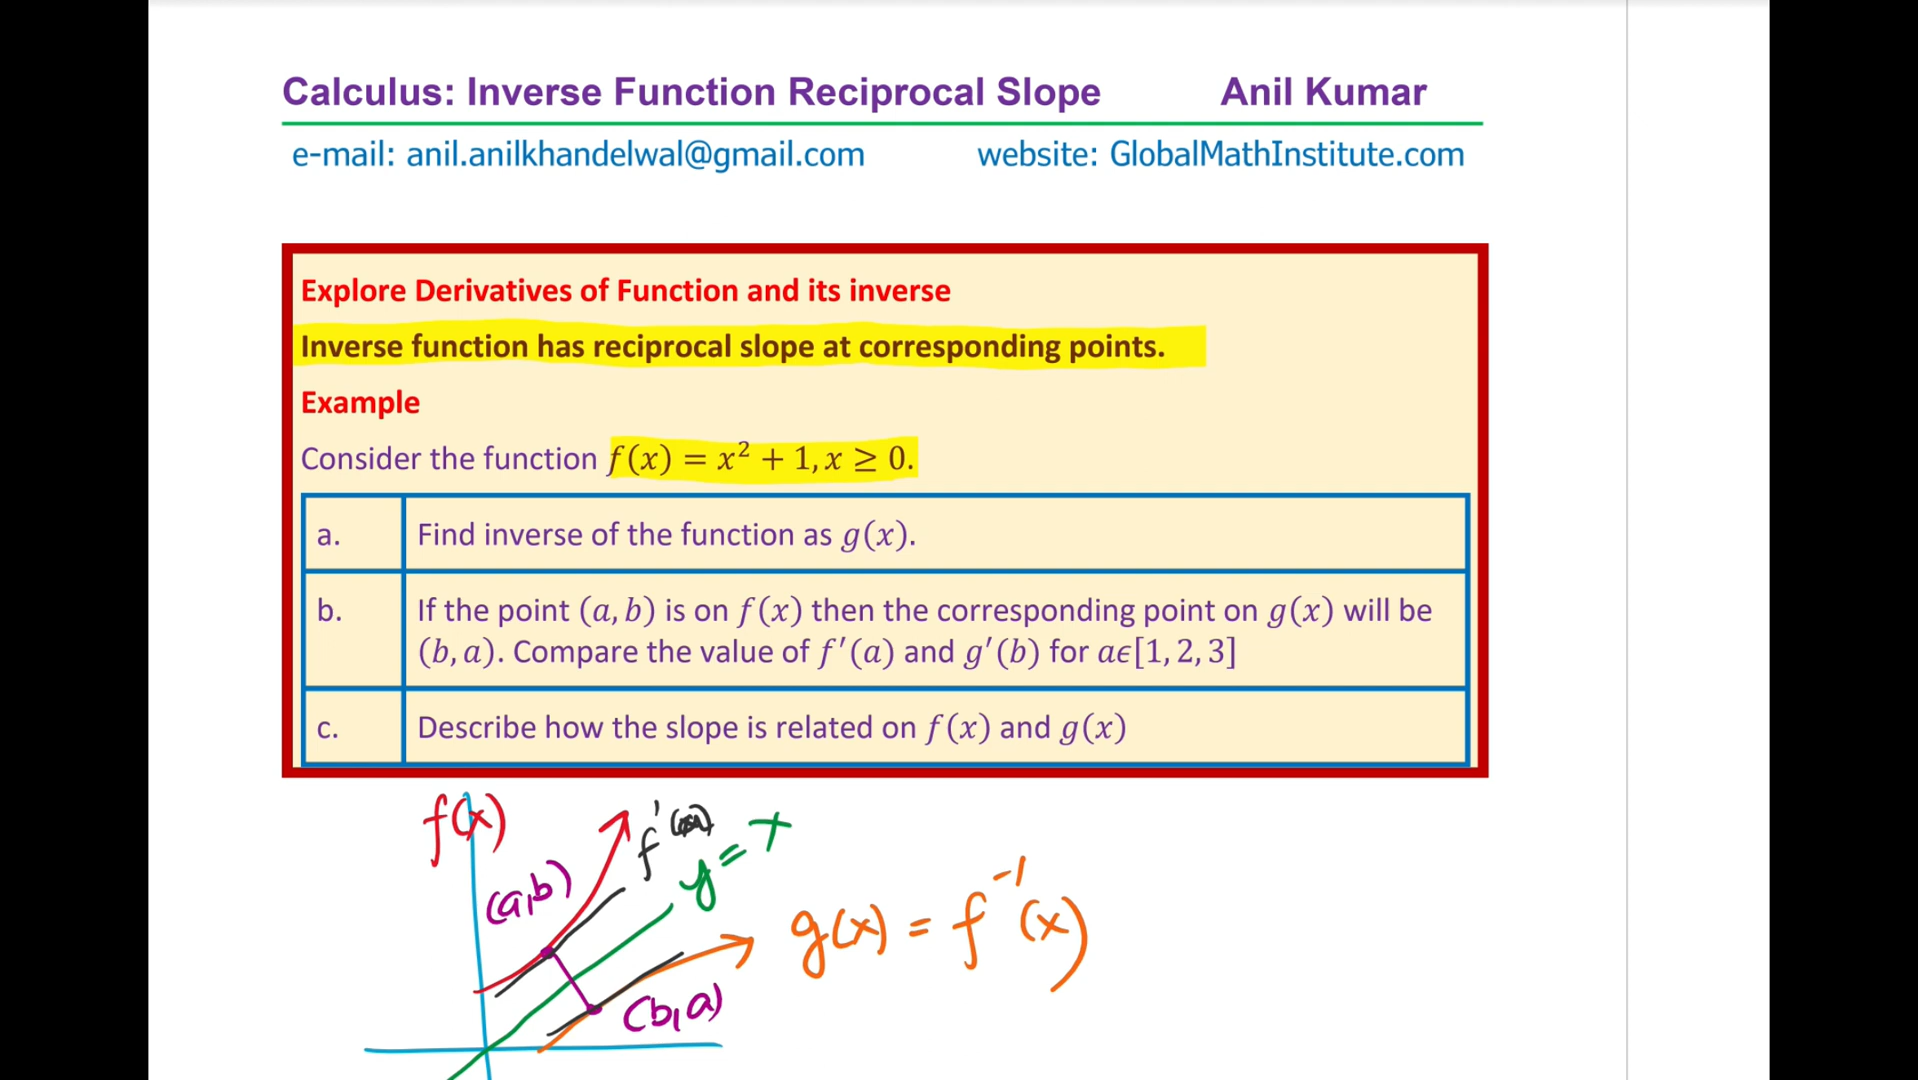 Calculus: Inverse Function Reciprocal Slope Anil Kumar
e-mail: anil.anilkhandelwal@gmail.com website: GlobalMathInstitute.com
Explore Derivatives of Function and its inverse
Inverse function has reciprocal slope at corresponding points.
Example
Consider the function f(x) = x² + 1, x ≥ 0.
a. Find inverse of the function as g(x).
b. If the point (a, b) is on f(x) then the corresponding point on g(x) will be
(b, a). Compare the value of f′(a) and g′(b) for aϵ[1, 2, 3]
c. Describe how the slope is related on f(x) and g(x)
f(x)
f′(a)
y = x
(a,b)
g(x) = f⁻¹(x)
(b,a)